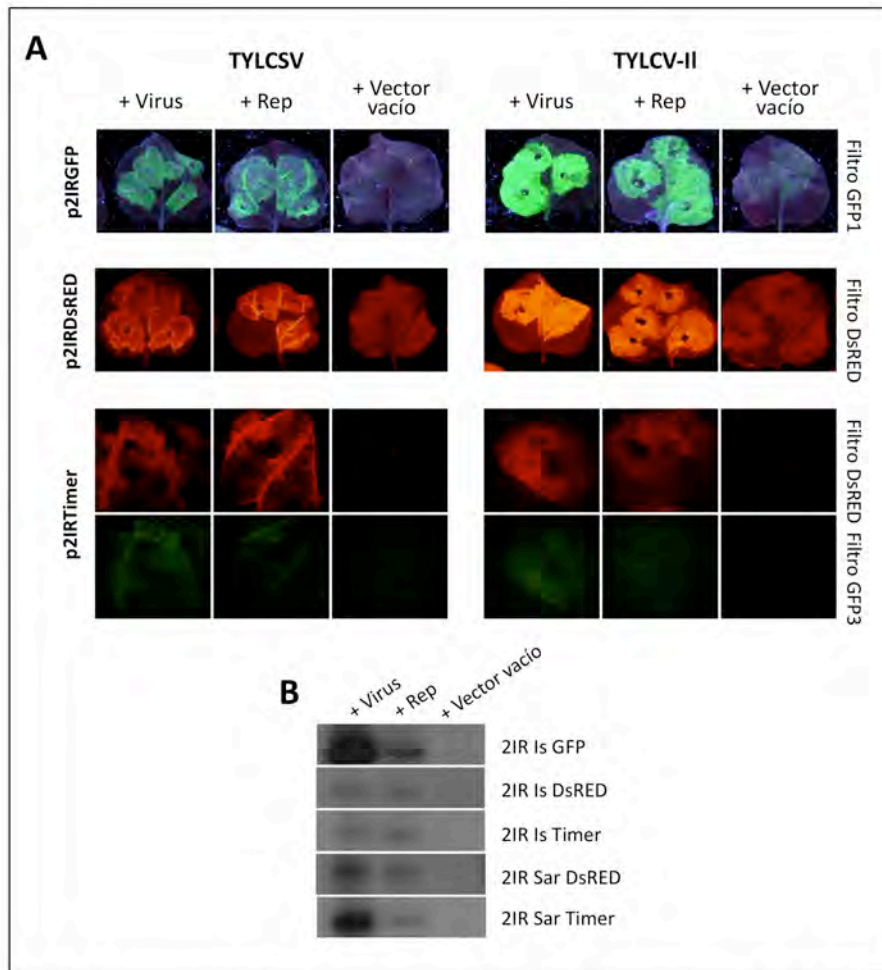 A
TYLCSV
TYLCV-Il
+ Virus
+ Rep
+ Vector
vacío
+ Virus
+ Rep
+ Vector
vacío
p2IRGFP
Filtro GFP1
p2IRDsRED
Filtro DsRED
p2IRTimer
Filtro DsRED
Filtro GFP3
B
+ Virus
+ Rep
+ Vector vacío
2IR Is GFP
2IR Is DsRED
2IR Is Timer
2IR Sar DsRED
2IR Sar Timer